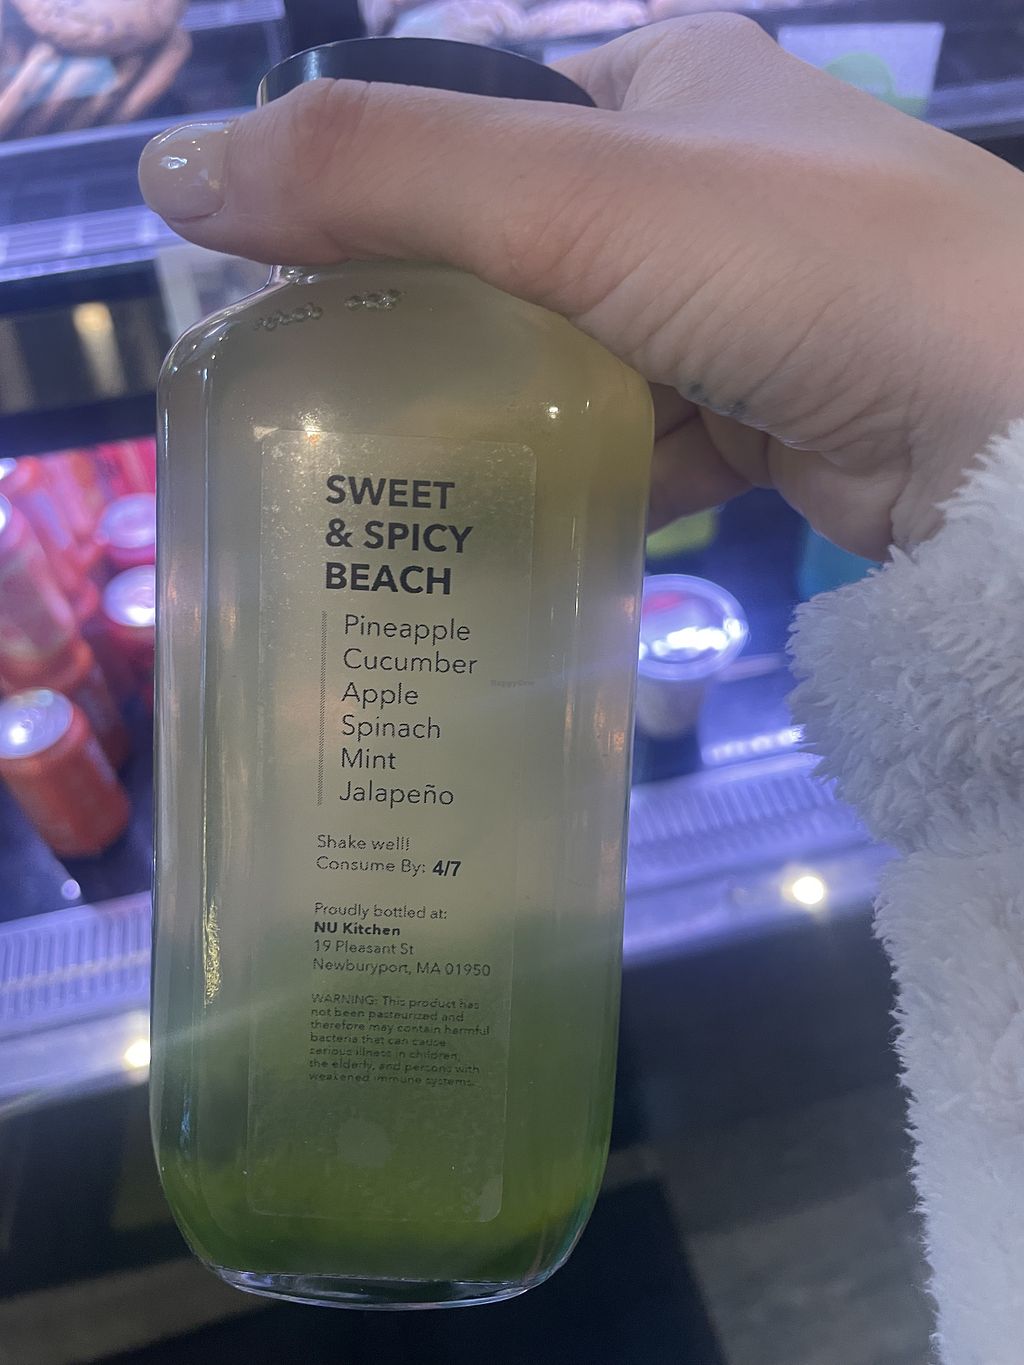 SWEET
& SPICY
BEACH
Pineapple
Cucumber
Apple
Spinach
Mint
Jalapeño
Shake well!
Consume By: 4/7
Proudly bottled at:
NU Kitchen
19 Pleasant St
Newburyport, MA 01950
WARNING: This product has
not been pasteurized and
therefore may contain harmful
bacteria that can cause
serious illness in children,
the elderly, and persons with
weakened immune systems.
HappyCow